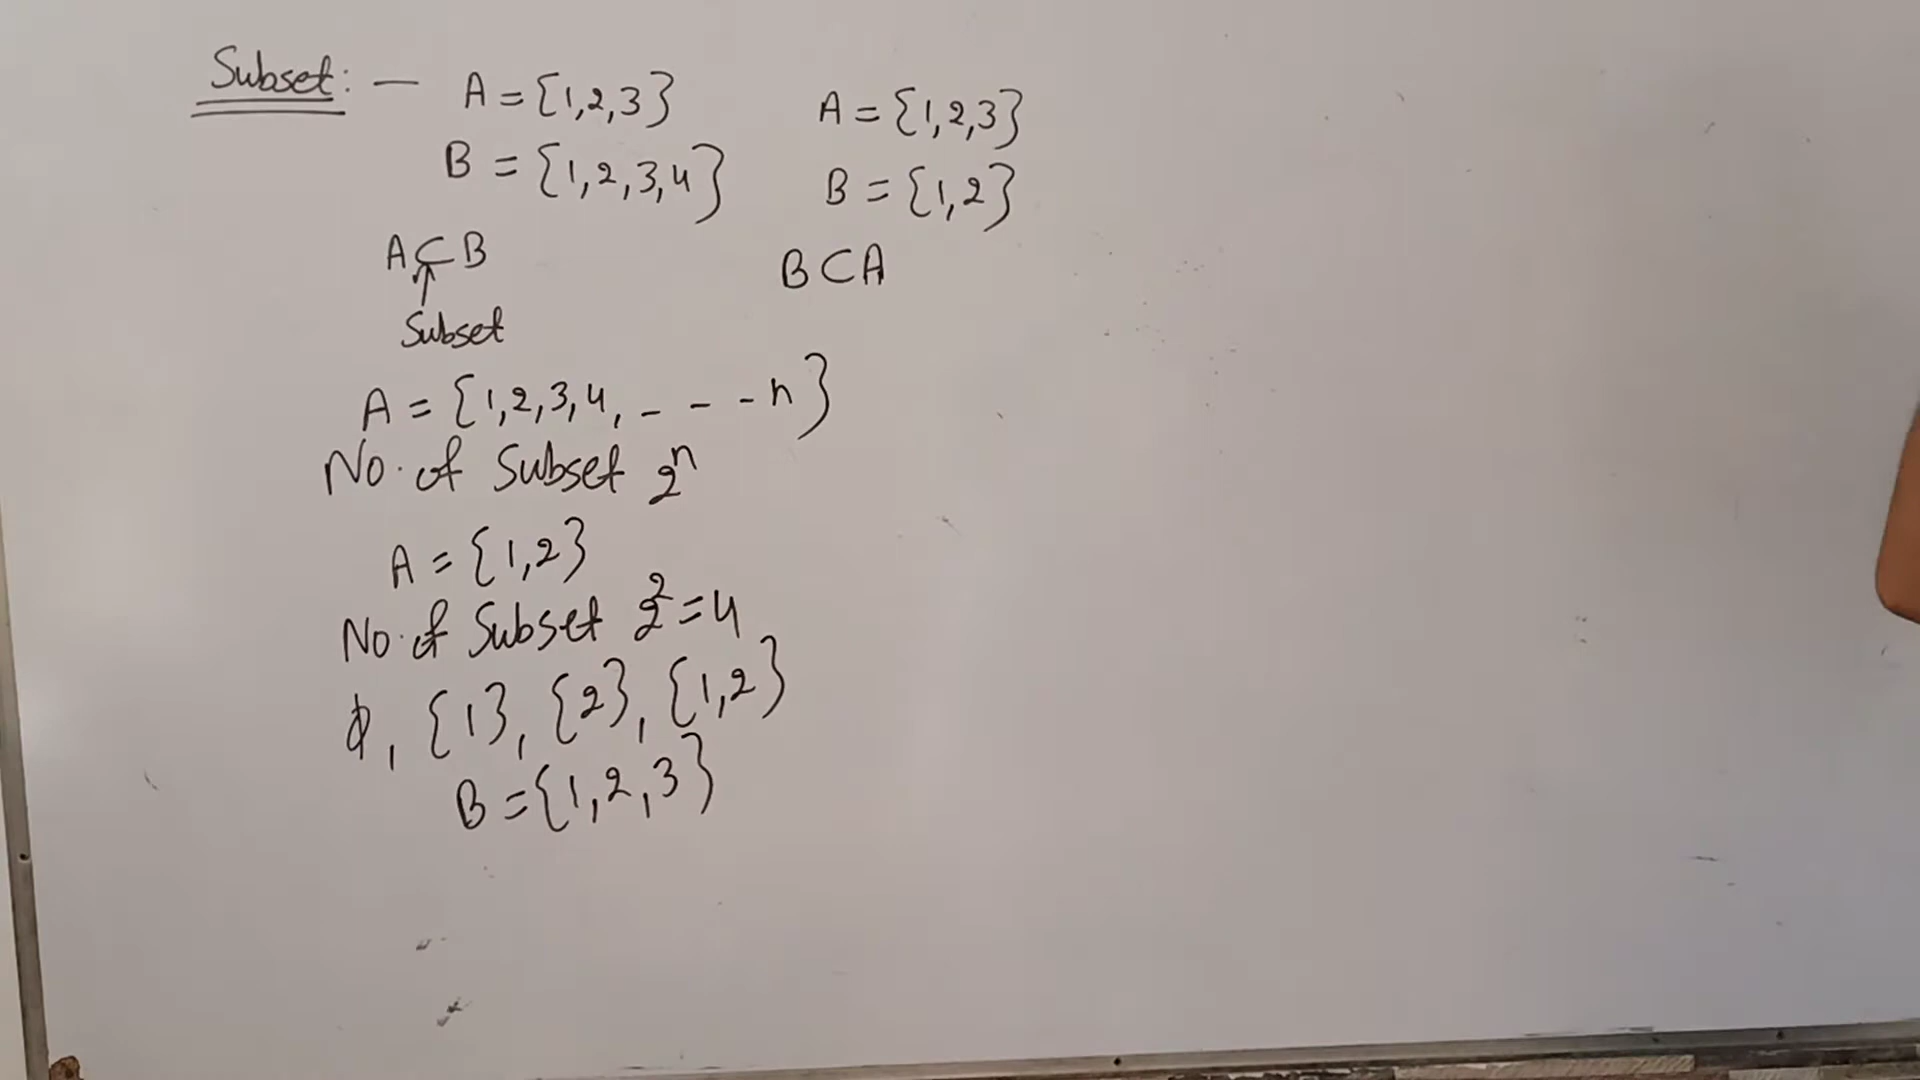 Subset: — A = {1,2,3}
B = {1,2,3,4}
A ⊂ B
↑
Subset
A = {1,2,3}
B = {1,2}
B ⊂ A
A = {1,2,3,4, - - - n}
No. of Subset 2ⁿ
A = {1,2}
No. of Subset 2² = 4
ϕ, {1}, {2}, {1,2}
B = {1,2,3}